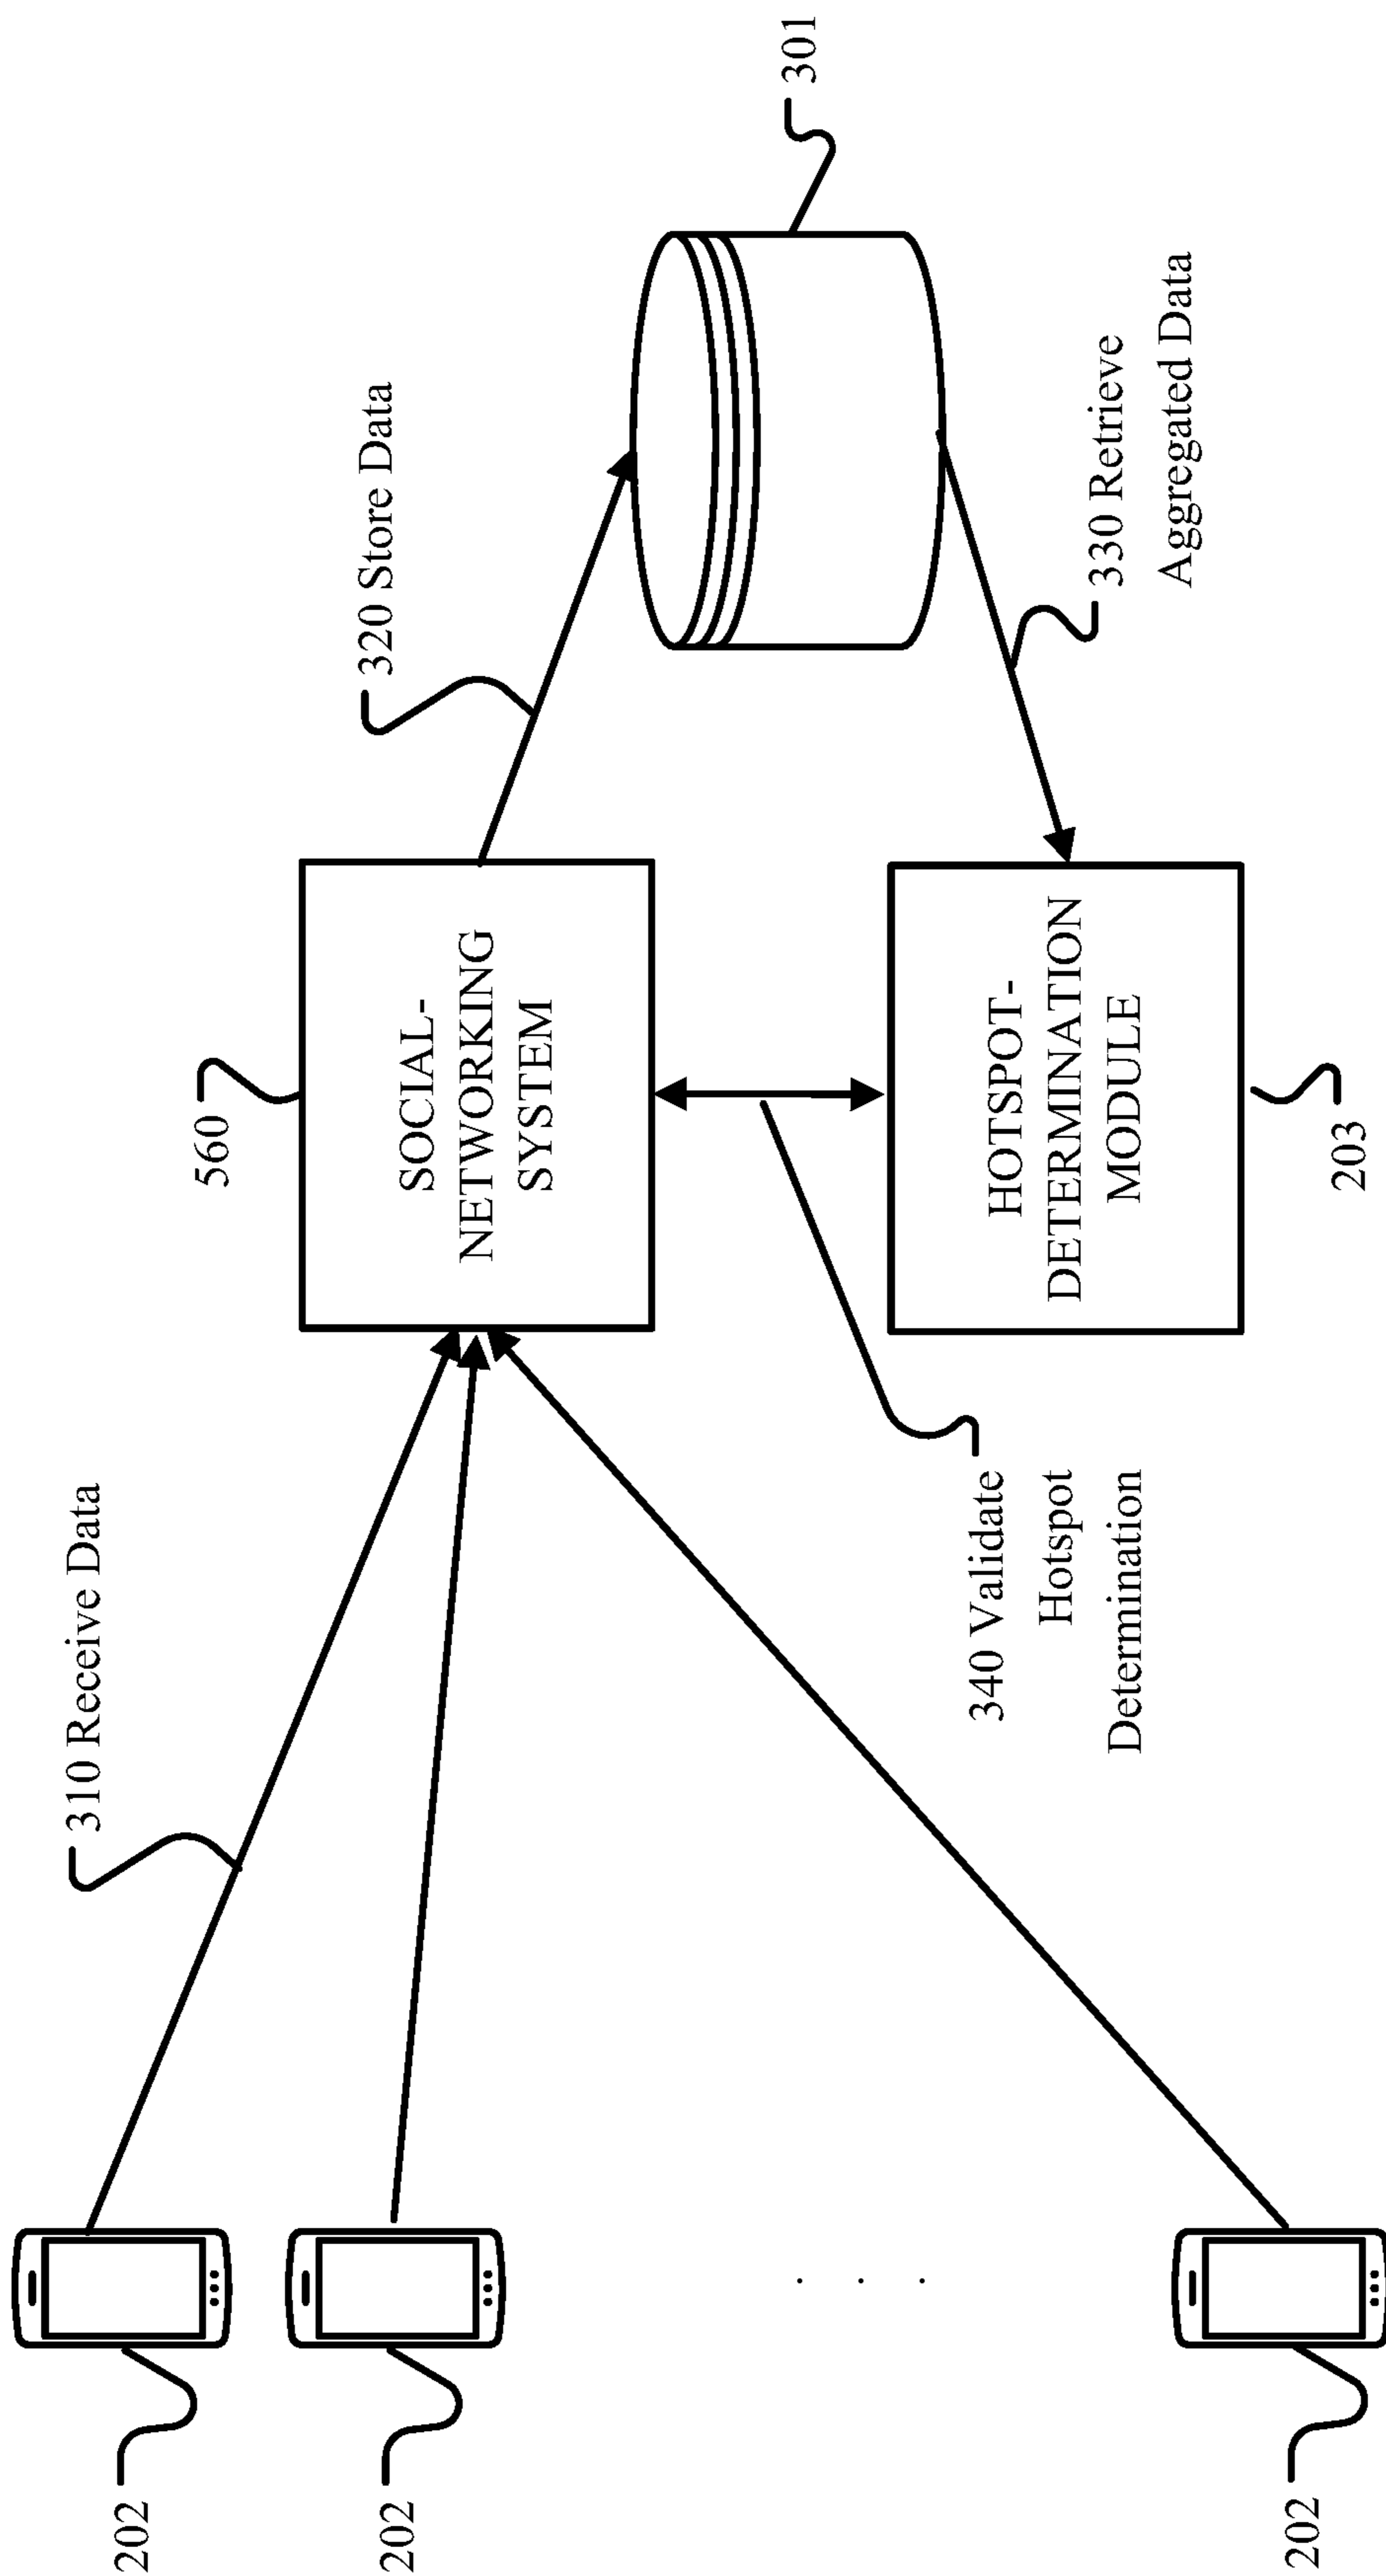 310 Receive Data
560
320 Store Data
301
SOCIAL-
NETWORKING
SYSTEM
202
202
340 Validate
Hotspot
Determination
HOTSPOT-
DETERMINATION
MODULE
330 Retrieve
Aggregated Data
202
203